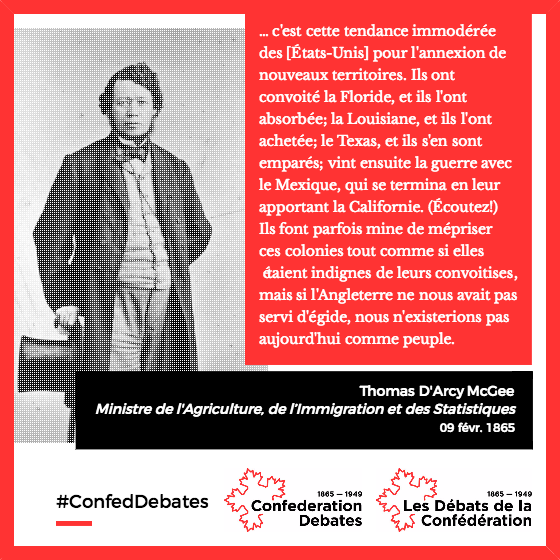 ... c'est cette tendance immodérée
des [États-Unis] pour l'annexion de
nouveaux territoires. Ils ont
convoité la Floride, et ils l'ont
absorbée; la Louisiane, et ils l'ont
achetée; le Texas, et ils s'en sont
emparés; vint ensuite la guerre avec
le Mexique, qui se termina en leur
apportant la Californie. (Écoutez!)
Ils font parfois mine de mépriser
ces colonies tout comme si elles
étaient indignes de leurs convoitises,
mais si l'Angleterre ne nous avait pas
servi d'égide, nous n'existerions pas
aujourd'hui comme peuple.
Thomas D'Arcy McGee
Ministre de l'Agriculture, de l'Immigration et des Statistiques
09 févr. 1865
#ConfedDebates
1865 — 1949
Confederation
Debates
1865 — 1949
Les Débats de la
Confédération